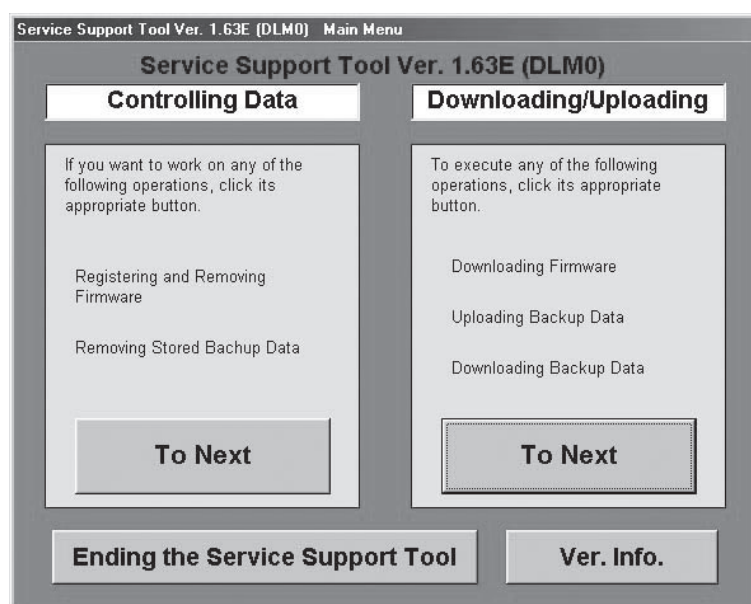 Service Support Tool Ver. 1.63E (DLM0) Main Menu
Service Support Tool Ver. 1.63E (DLM0)
Controlling Data
If you want to work on any of the
following operations, click its
appropriate button.
Registering and Removing
Firmware
Removing Stored Bachup Data
To Next
Downloading/Uploading
To execute any of the following
operations, click its appropriate
button.
Downloading Firmware
Uploading Backup Data
Downloading Backup Data
To Next
Ending the Service Support Tool
Ver. Info.